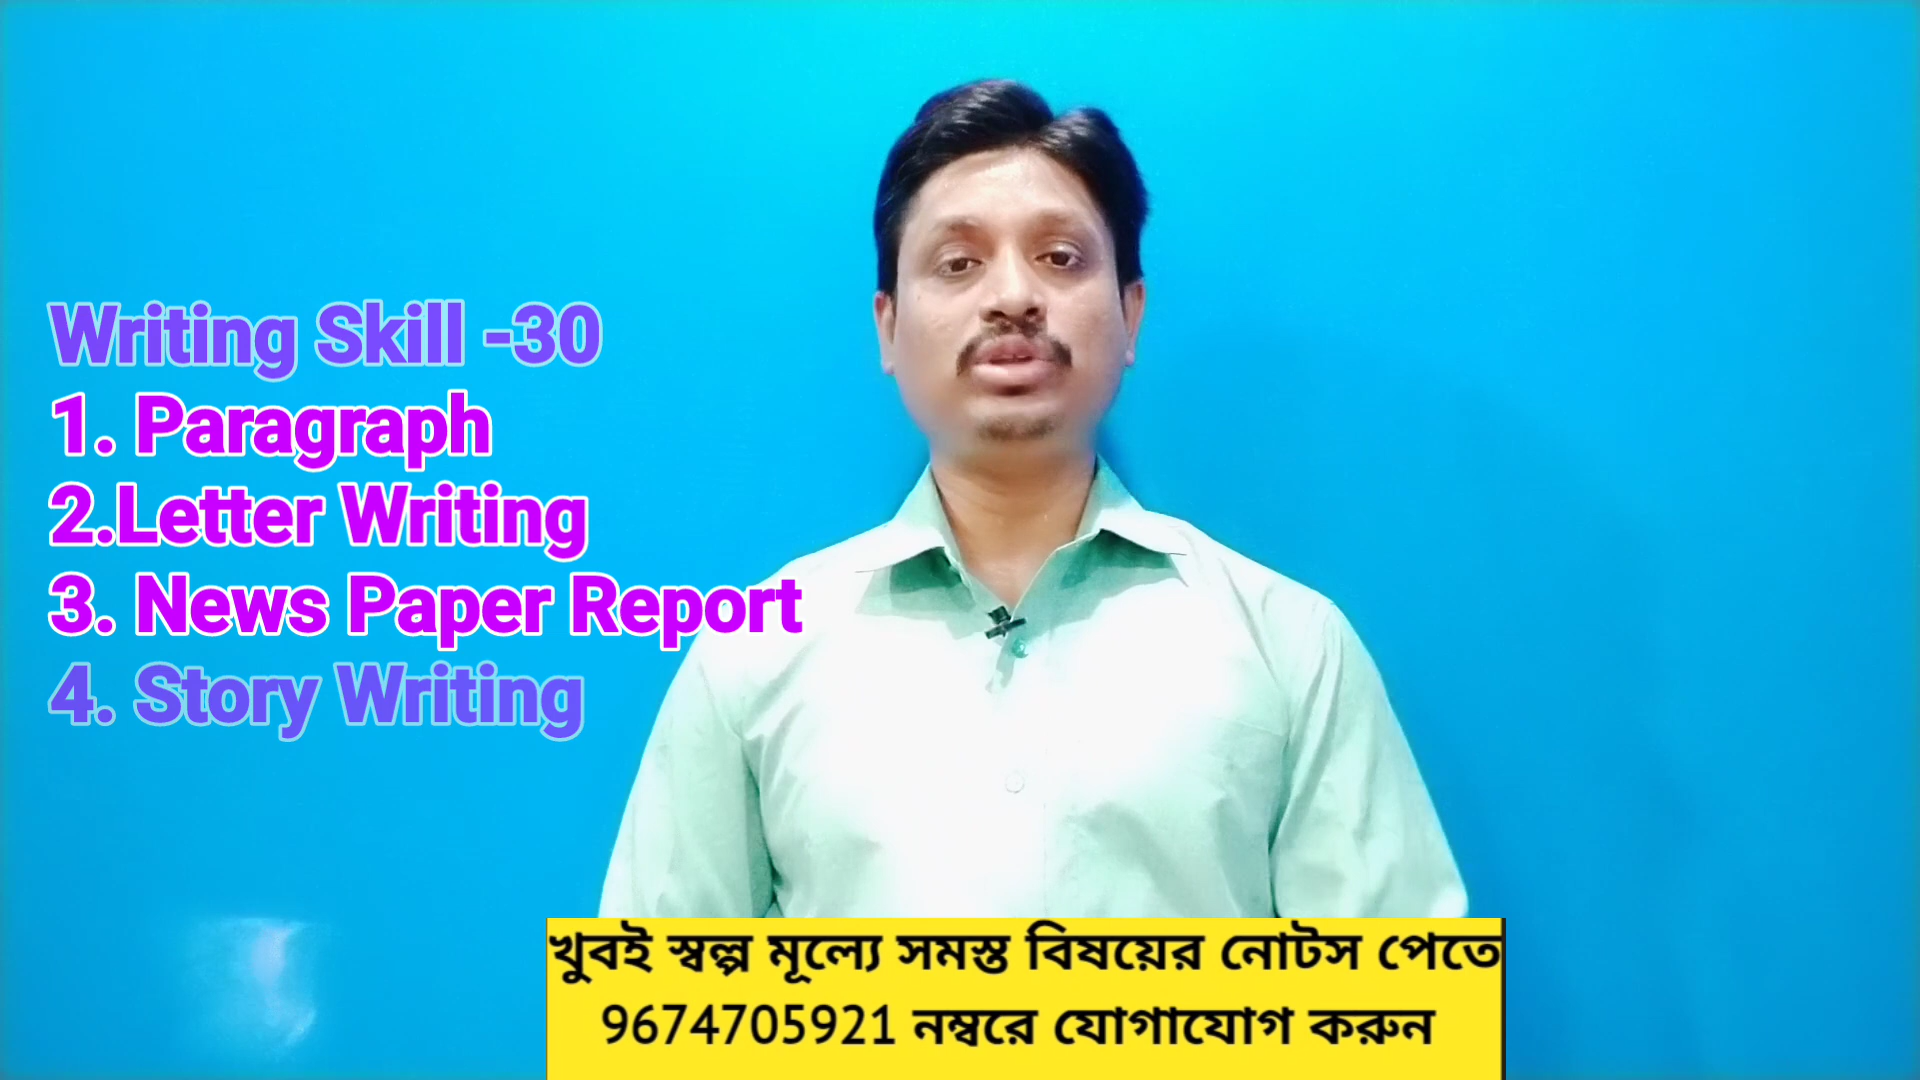 Writing Skill -30
1. Paragraph
2.Letter Writing
3. News Paper Report
4. Story Writing
খুবই স্বল্প মূল্যে সমস্ত বিষয়ের নোটস পেতে
9674705921 নম্বরে যোগাযোগ করুন